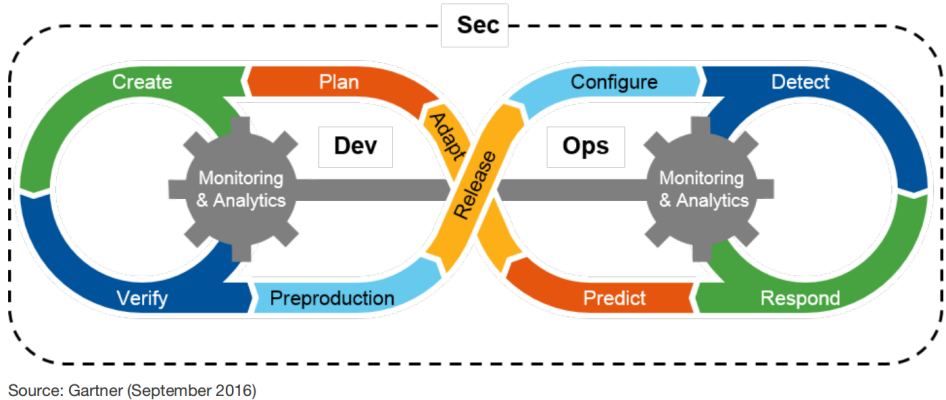 Sec
Create
Plan
Adapt
Release
Configure
Detect
Dev
Ops
Monitoring
& Analytics
Monitoring
& Analytics
Verify
Preproduction
Predict
Respond
Source: Gartner (September 2016)